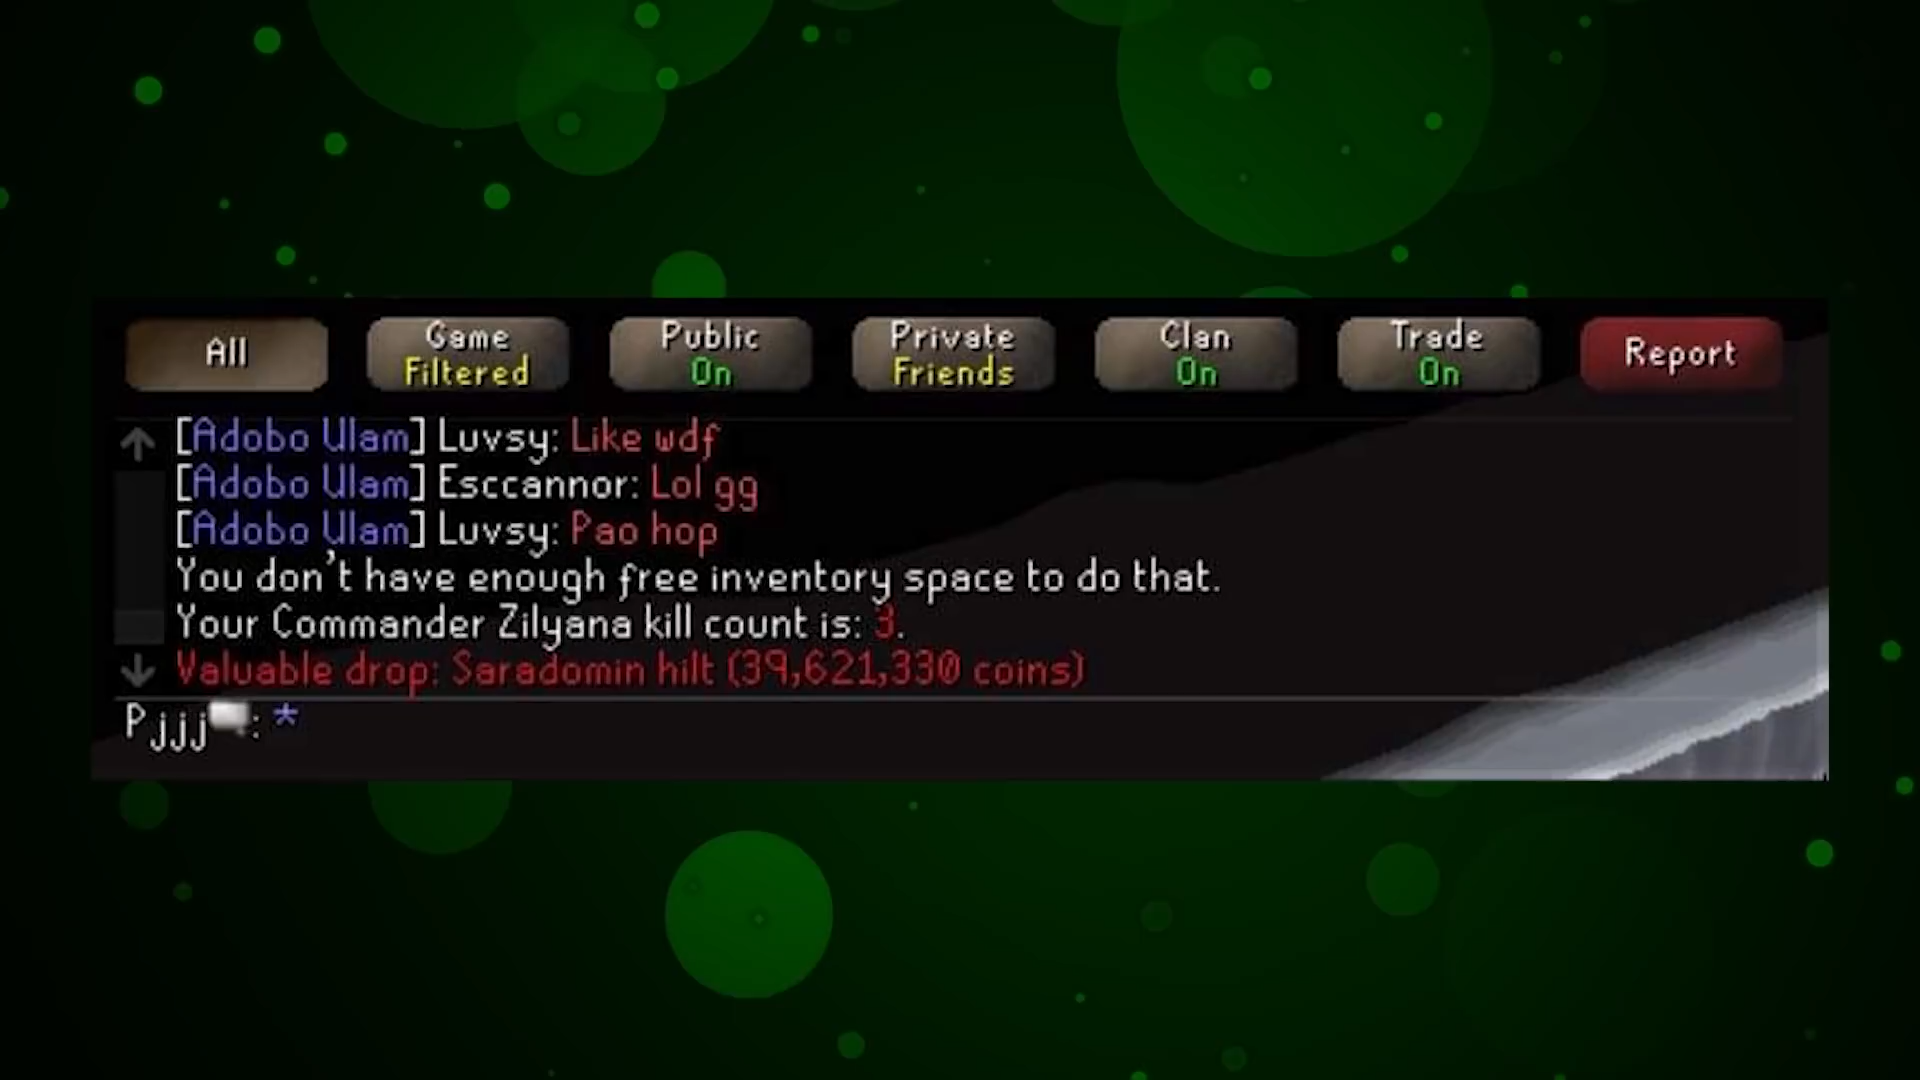 All
Game
Filtered
Public
On
Private
Friends
Clan
On
Trade
On
Report
[Adobo Ulam] Luvsy: Like wdf
[Adobo Ulam] Esccannor: Lol gg
[Adobo Ulam] Luvsy: Pao hop
You don't have enough free inventory space to do that.
Your Commander Zilyana kill count is: 3.
Valuable drop: Saradomin hilt (39,621,330 coins)
Pjjj: *